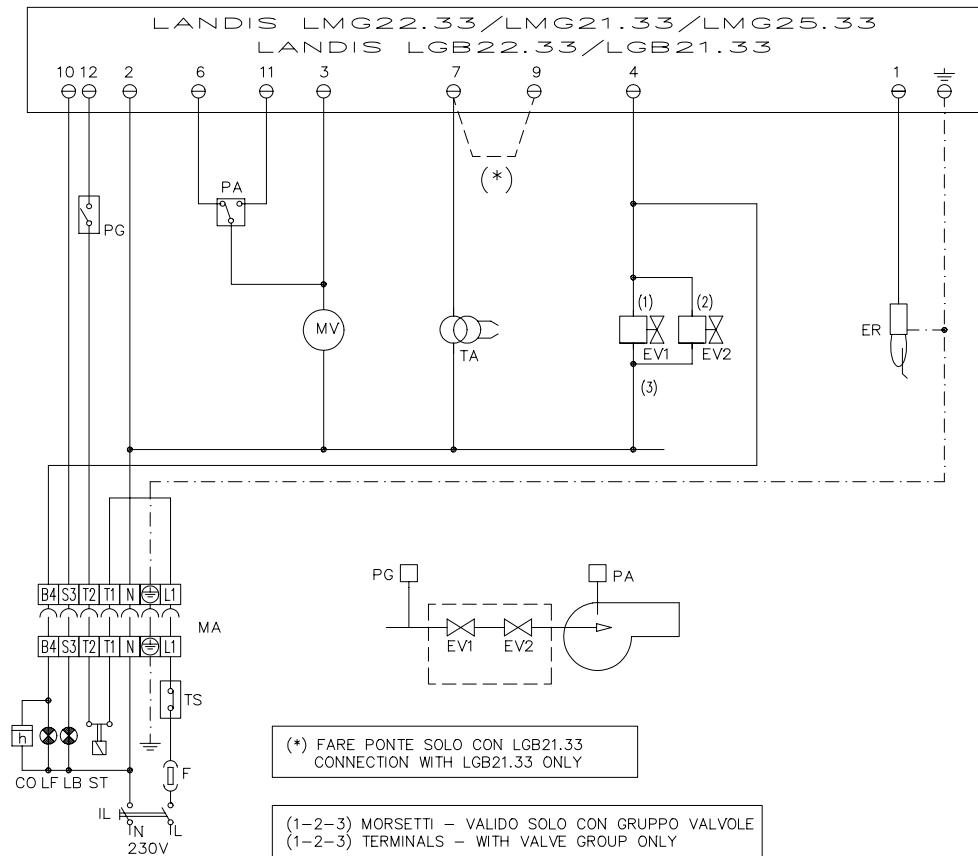 LANDIS LMG22.33/LMG21.33/LMG25.33
LANDIS LGB22.33/LGB21.33
10 12 2 6 11 3 7 9 4 1
(*)
PA
PG
MV
TA
(1) (2)
EV1 EV2
(3)
ER
B4 S3 T2 T1 N L1
MA
B4 S3 T2 T1 N L1
PG PA
EV1 EV2
TS
h
CO LF LB ST
F
IL
N L
230V
(*) FARE PONTE SOLO CON LGB21.33
CONNECTION WITH LGB21.33 ONLY
(1-2-3) MORSETTI - VALIDO SOLO CON GRUPPO VALVOLE
(1-2-3) TERMINALS - WITH VALVE GROUP ONLY